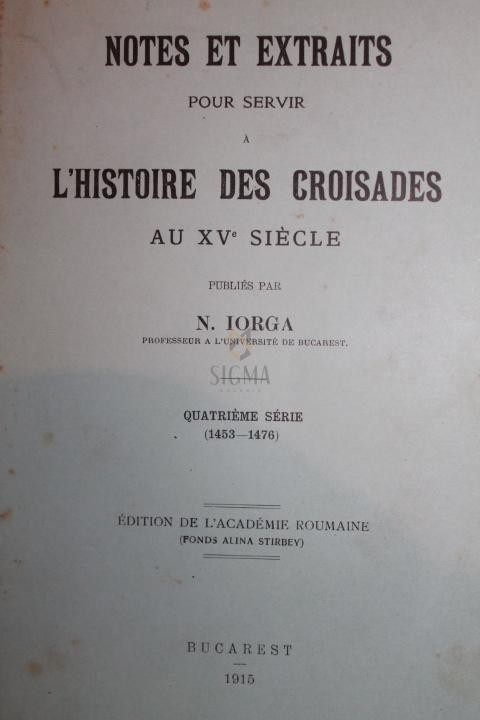 NOTES ET EXTRAITS
POUR SERVIR
À
L'HISTOIRE DES CROISADES
AU XVe SIÈCLE
PUBLIÉS PAR
N. IORGA
PROFESSEUR A L'UNIVERSITÉ DE BUCAREST.
SIGMA
QUATRIÈME SÉRIE
(1453—1476)
ÉDITION DE L'ACADÉMIE ROUMAINE
(FONDS ALINA STIRBEY)
BUCAREST
1915